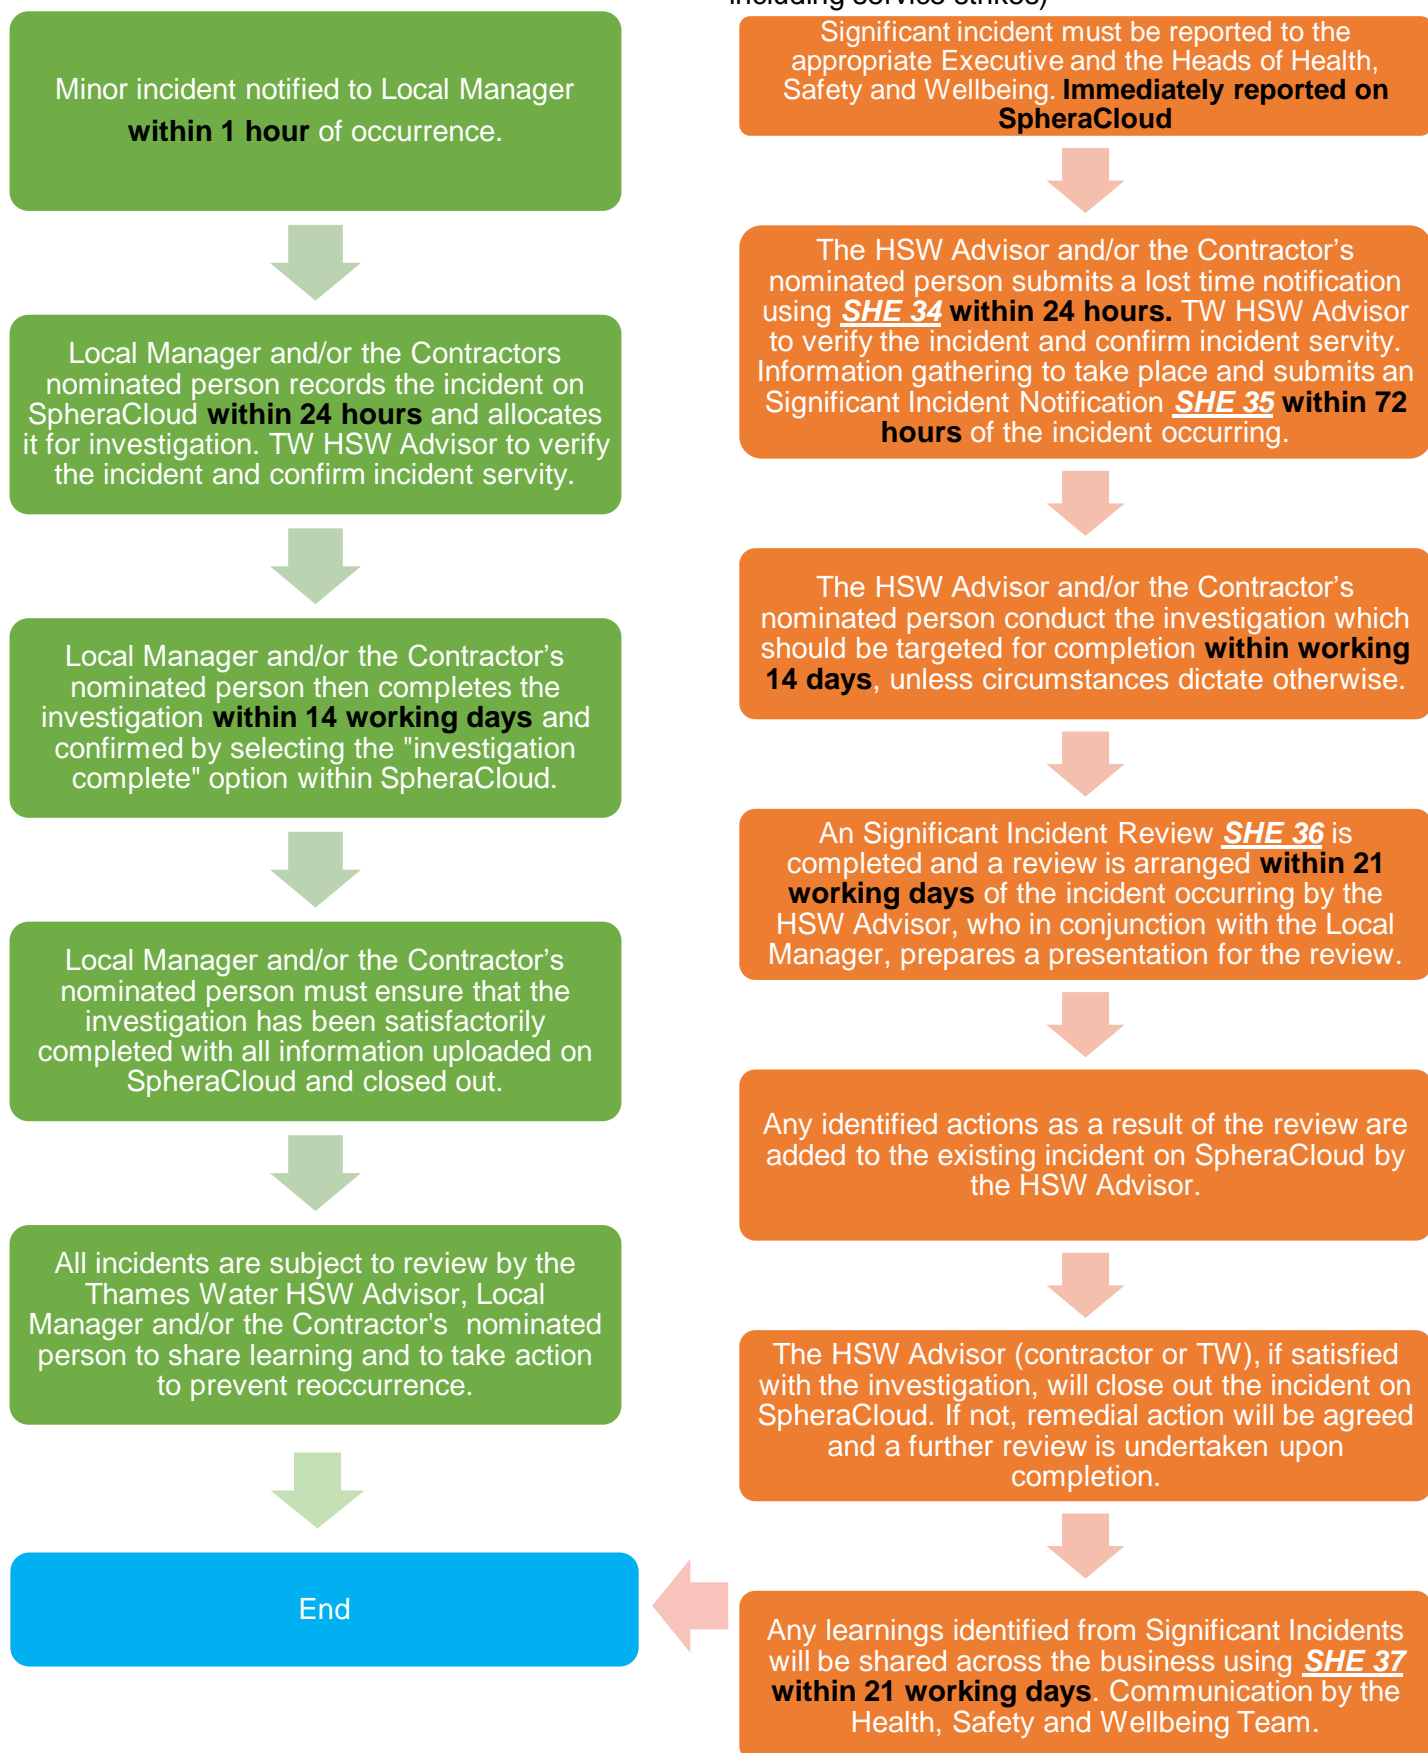 including service strikes)
Minor incident notified to Local Manager
within 1 hour of occurrence.
Local Manager and/or the Contractors
nominated person records the incident on
SpheraCloud within 24 hours and allocates
it for investigation. TW HSW Advisor to verify
the incident and confirm incident servity.
Local Manager and/or the Contractor's
nominated person then completes the
investigation within 14 working days and
confirmed by selecting the "investigation
complete" option within SpheraCloud.
Local Manager and/or the Contractor's
nominated person must ensure that the
investigation has been satisfactorily
completed with all information uploaded on
SpheraCloud and closed out.
All incidents are subject to review by the
Thames Water HSW Advisor, Local
Manager and/or the Contractor's nominated
person to share learning and to take action
to prevent reoccurrence.
End
Significant incident must be reported to the
appropriate Executive and the Heads of Health,
Safety and Wellbeing. Immediately reported on
SpheraCloud
The HSW Advisor and/or the Contractor's
nominated person submits a lost time notification
using SHE 34 within 24 hours. TW HSW Advisor
to verify the incident and confirm incident servity.
Information gathering to take place and submits an
Significant Incident Notification SHE 35 within 72
hours of the incident occurring.
The HSW Advisor and/or the Contractor's
nominated person conduct the investigation which
should be targeted for completion within working
14 days, unless circumstances dictate otherwise.
An Significant Incident Review SHE 36 is
completed and a review is arranged within 21
working days of the incident occurring by the
HSW Advisor, who in conjunction with the Local
Manager, prepares a presentation for the review.
Any identified actions as a result of the review are
added to the existing incident on SpheraCloud by
the HSW Advisor.
The HSW Advisor (contractor or TW), if satisfied
with the investigation, will close out the incident on
SpheraCloud. If not, remedial action will be agreed
and a further review is undertaken upon
completion.
Any learnings identified from Significant Incidents
will be shared across the business using SHE 37
within 21 working days. Communication by the
Health, Safety and Wellbeing Team.